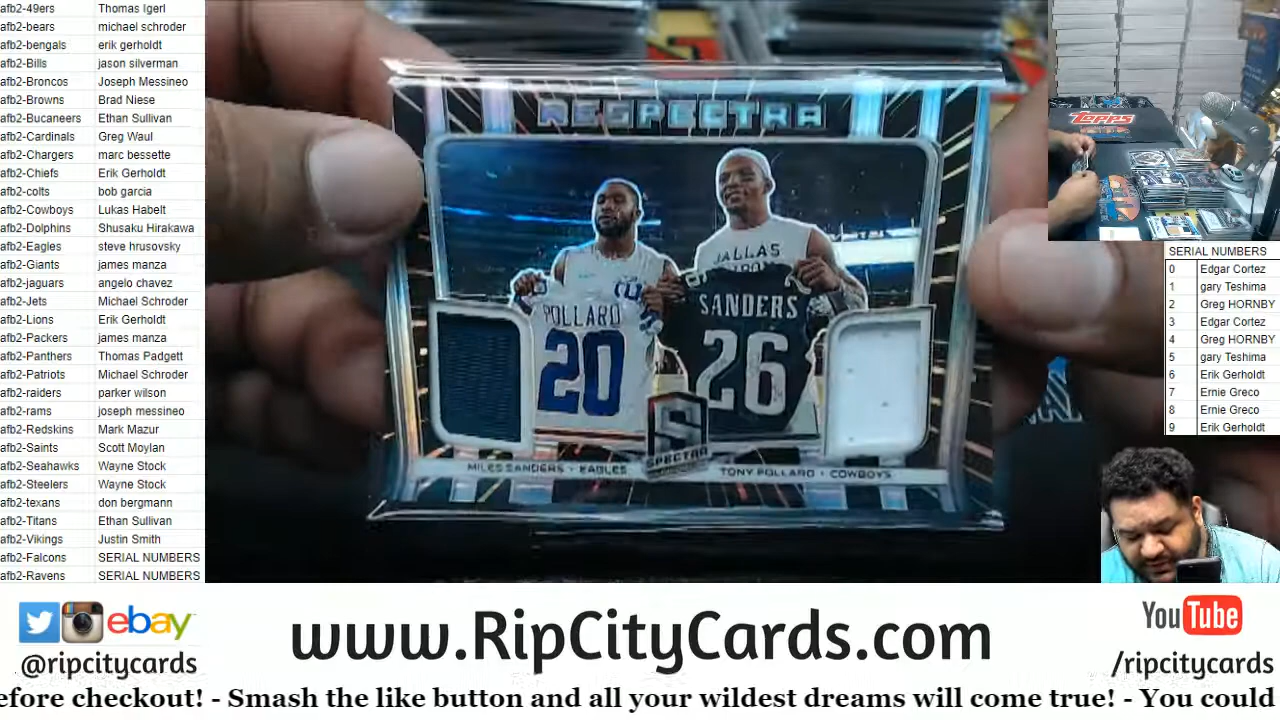 afb2-49ers Thomas Igerl
afb2-bears michael schroder
afb2-bengals erik gerholdt
afb2-Bills jason silverman
afb2-Broncos Joseph Messineo
afb2-Browns Brad Niese
afb2-Bucaneers Ethan Sullivan
afb2-Cardinals Greg Waul
afb2-Chargers marc bessette
afb2-Chiefs Erik Gerholdt
afb2-colts bob garcia
afb2-Cowboys Lukas Habelt
afb2-Dolphins Shusaku Hirakawa
afb2-Eagles steve hrusovsky
afb2-Giants james manza
afb2-jaguars angelo chavez
afb2-Jets Michael Schroder
afb2-Lions Erik Gerholdt
afb2-Packers james manza
afb2-Panthers Thomas Padgett
afb2-Patriots Michael Schroder
afb2-raiders parker wilson
afb2-rams joseph messineo
afb2-Redskins Mark Mazur
afb2-Saints Scott Moylan
afb2-Seahawks Wayne Stock
afb2-Steelers Wayne Stock
afb2-texans don bergmann
afb2-Titans Ethan Sullivan
afb2-Vikings Justin Smith
afb2-Falcons SERIAL NUMBERS
afb2-Ravens SERIAL NUMBERS
RESPECTRA
POLLARD
20
SANDERS
26
S
SPECTRA
MILES SANDERS • EAGLES
TONY POLLARD • COWBOYS
Topps
SERIAL NUMBERS
0 Edgar Cortez
1 gary Teshima
2 Greg HORNBY
3 Edgar Cortez
4 Greg HORNBY
5 gary Teshima
6 Erik Gerholdt
7 Ernie Greco
8 Ernie Greco
9 Erik Gerholdt
ebay
@ripcitycards
www.RipCityCards.com
YouTube
/ripcitycards
efore checkout! - Smash the like button and all your wildest dreams will come true! - You could